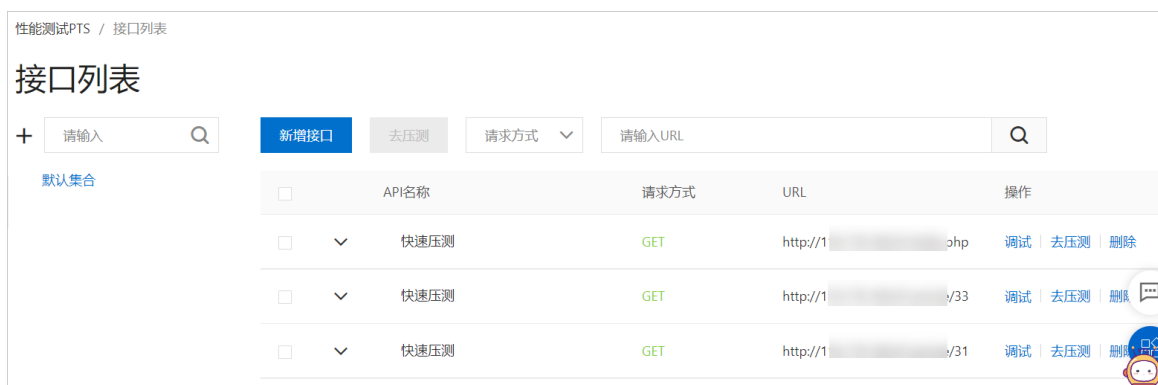 性能测试PTS / 接口列表
接口列表
请输入 新增接口 去压测 请求方式 请输入URL
默认集合
API名称 请求方式 URL 操作
快速压测 GET http://1 php 调试 去压测 删除
快速压测 GET http://1 /33 调试 去压测 删除
快速压测 GET http://1 /31 调试 去压测 删除